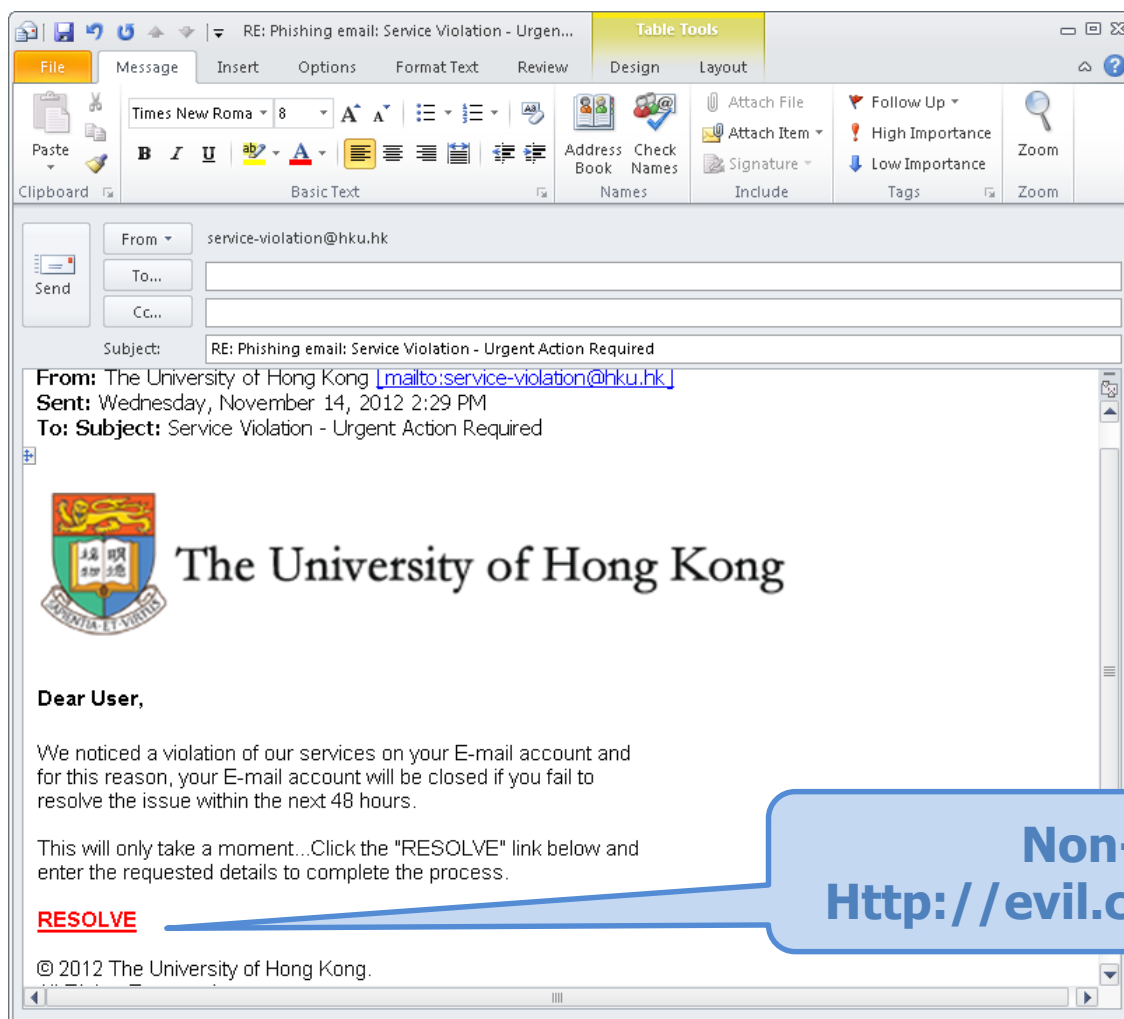 RE: Phishing email: Service Violation - Urgen...
Table Tools
File Message Insert Options Format Text Review Design Layout
Times New Roma 8
Paste
B I U
Address Book
Check Names
Attach File
Attach Item
Signature
Follow Up
High Importance
Low Importance
Zoom
Clipboard Basic Text Names Include Tags Zoom
From service-violation@hku.hk
Send
To...
Cc...
Subject: RE: Phishing email: Service Violation - Urgent Action Required
From: The University of Hong Kong [mailto:service-violation@hku.hk]
Sent: Wednesday, November 14, 2012 2:29 PM
To: Subject: Service Violation - Urgent Action Required
SAPIENTIA·ET·VIRTUS
The University of Hong Kong
Dear User,
We noticed a violation of our services on your E-mail account and
for this reason, your E-mail account will be closed if you fail to
resolve the issue within the next 48 hours.
This will only take a moment...Click the "RESOLVE" link below and
enter the requested details to complete the process.
RESOLVE
Non-
Http://evil.c
© 2012 The University of Hong Kong.